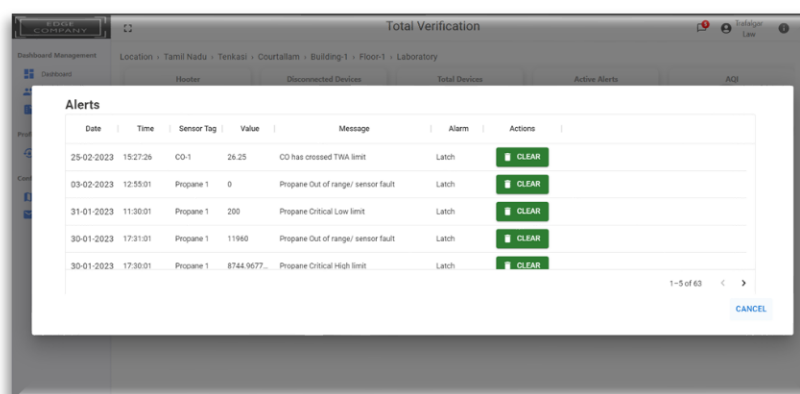 EDGE
COMPANY
Total Verification
9
Trafalgar
Law
Dashboard Management
Location › Tamil Nadu › Tenkasi › Courtallam › Building-1 › Floor-1 › Laboratory
Dashboard
Hooter Disconnected Devices Total Devices Active Alerts AQI
Alerts
Date Time Sensor Tag Value Message Alarm Actions
25-02-2023 15:27:26 CO-1 26.25 CO has crossed TWA limit Latch CLEAR
03-02-2023 12:55:01 Propane 1 0 Propane Out of range/ sensor fault Latch CLEAR
31-01-2023 11:30:01 Propane 1 200 Propane Critical Low limit Latch CLEAR
30-01-2023 17:31:01 Propane 1 11960 Propane Out of range/ sensor fault Latch CLEAR
30-01-2023 17:30:01 Propane 1 8744.9677... Propane Critical High limit Latch CLEAR
1–5 of 63
CANCEL